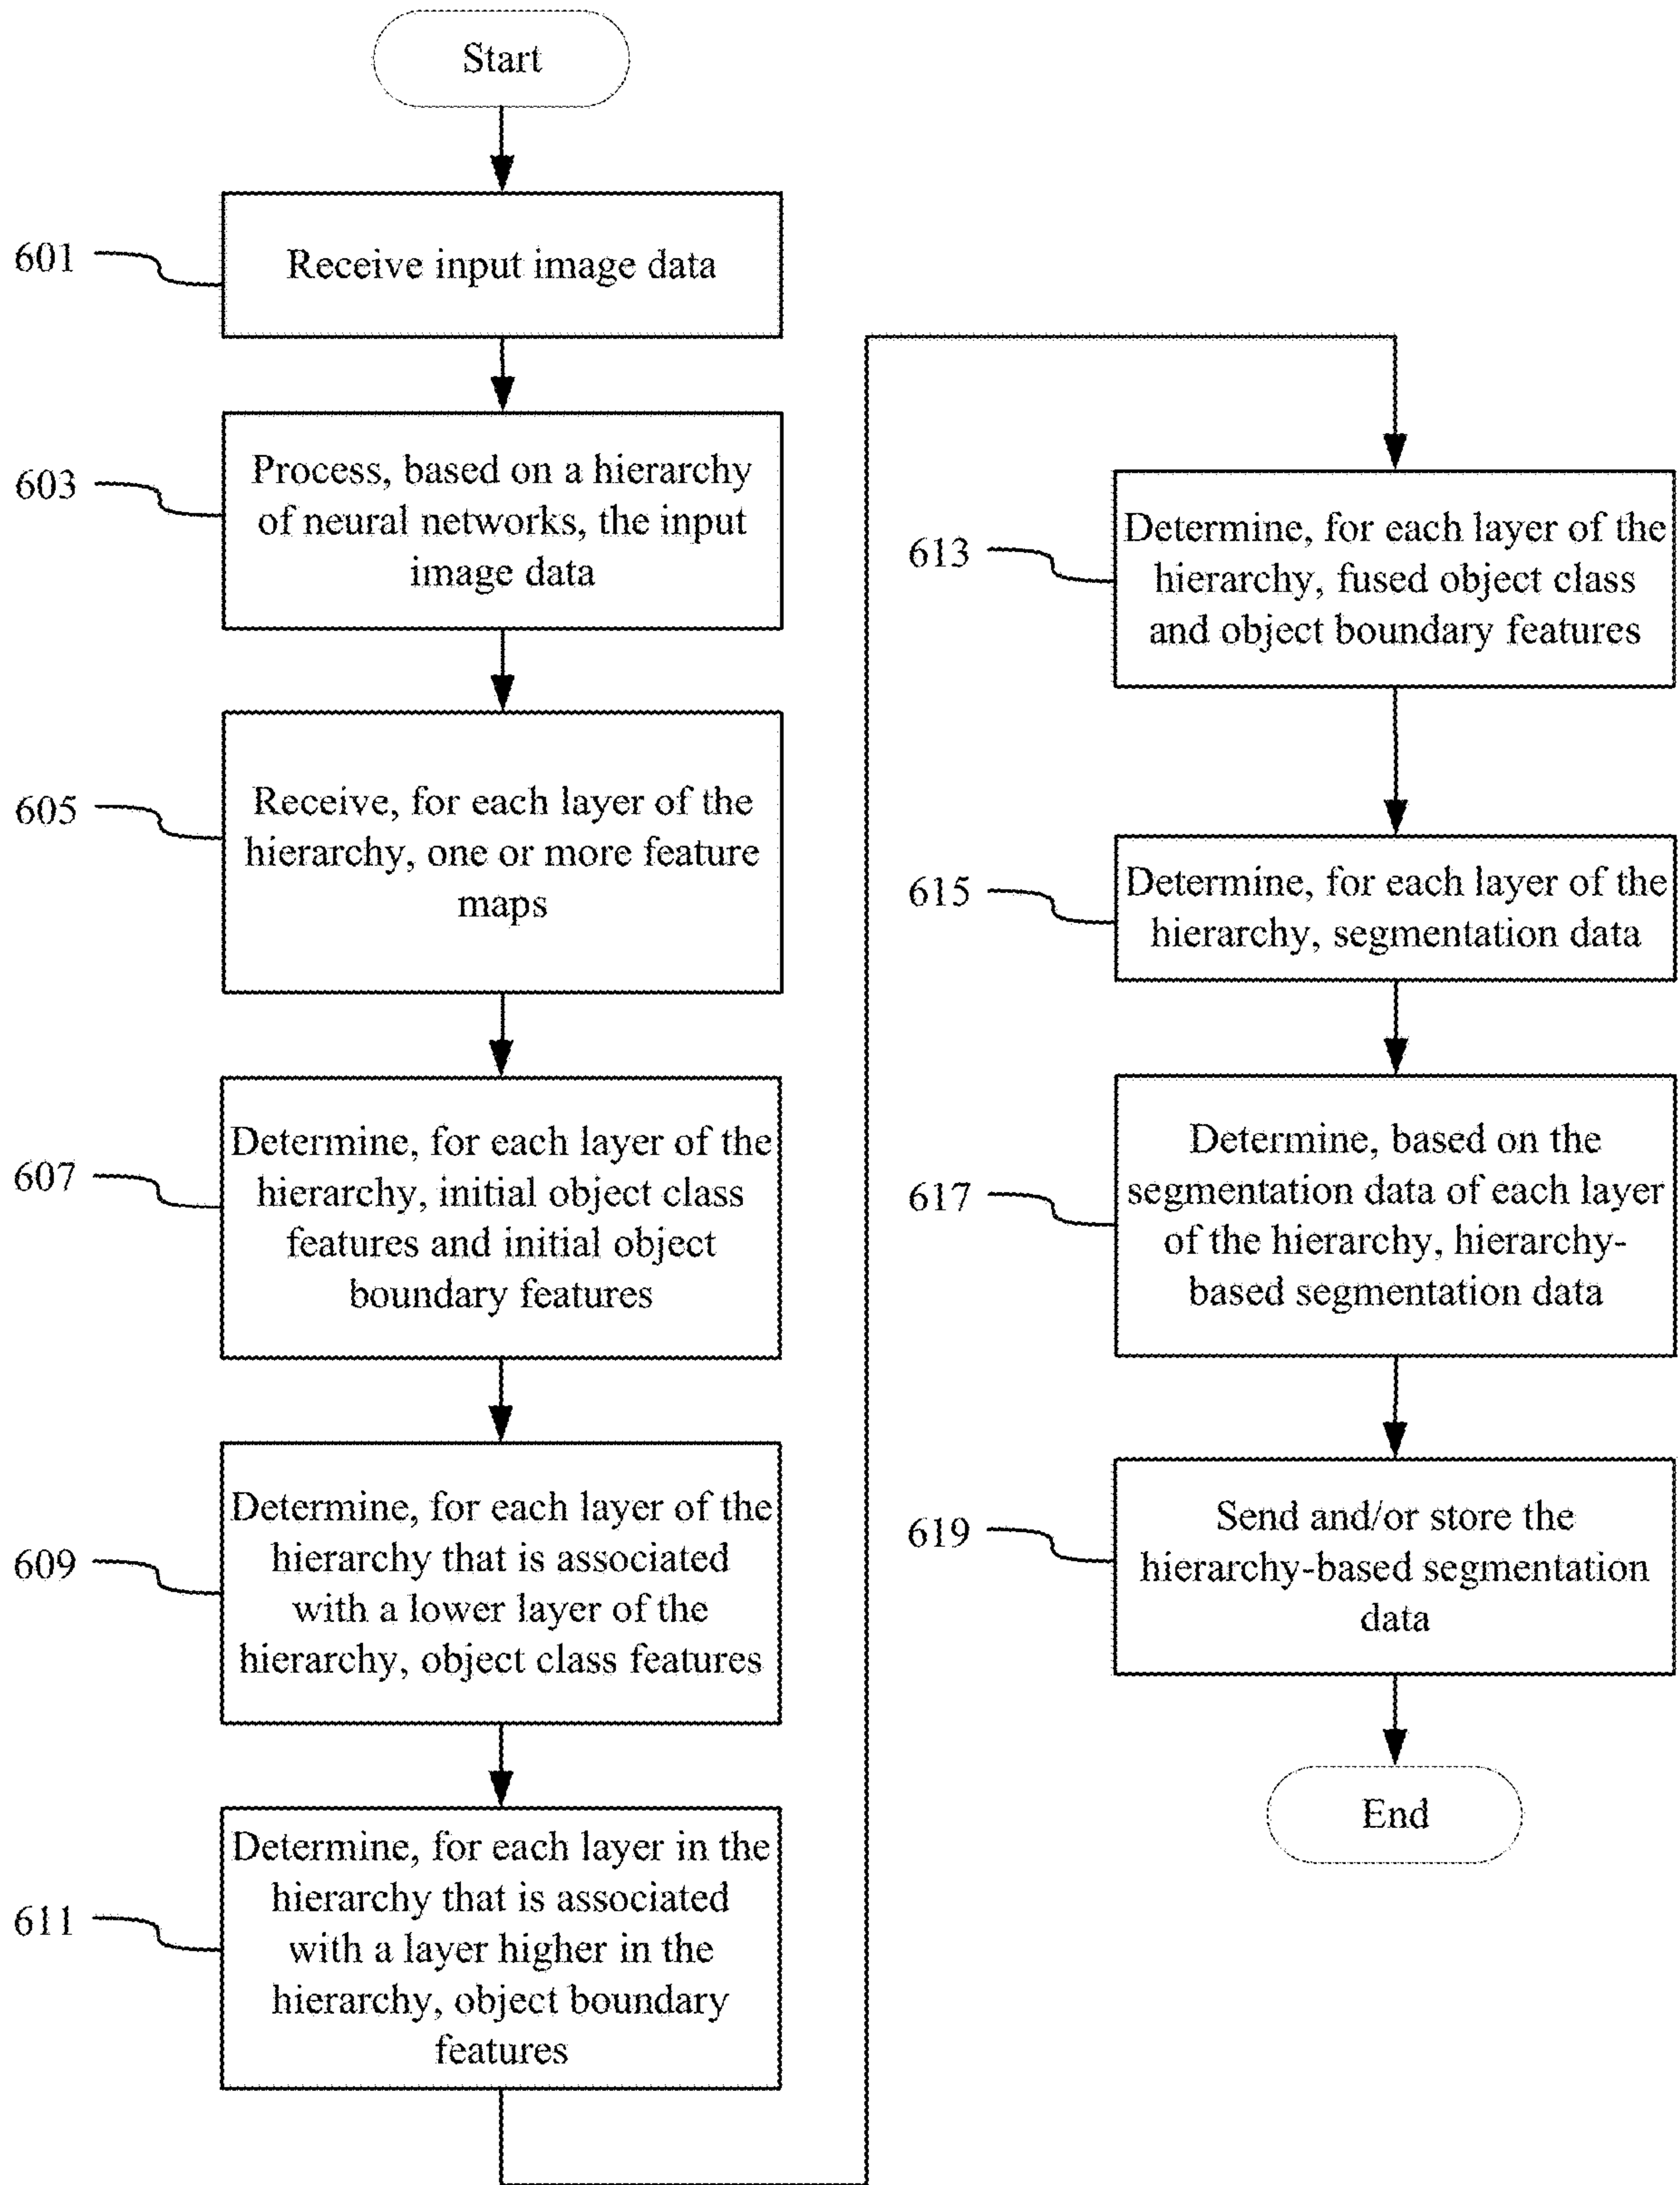 Start
601
Receive input image data
603
Process, based on a hierarchy
of neural networks, the input
image data
605
Receive, for each layer of the
hierarchy, one or more feature
maps
607
Determine, for each layer of the
hierarchy, initial object class
features and initial object
boundary features
609
Determine, for each layer of the
hierarchy that is associated
with a lower layer of the
hierarchy, object class features
611
Determine, for each layer in the
hierarchy that is associated
with a layer higher in the
hierarchy, object boundary
features
613
Determine, for each layer of the
hierarchy, fused object class
and object boundary features
615
Determine, for each layer of the
hierarchy, segmentation data
617
Determine, based on the
segmentation data of each layer
of the hierarchy, hierarchy-
based segmentation data
619
Send and/or store the
hierarchy-based segmentation
data
End